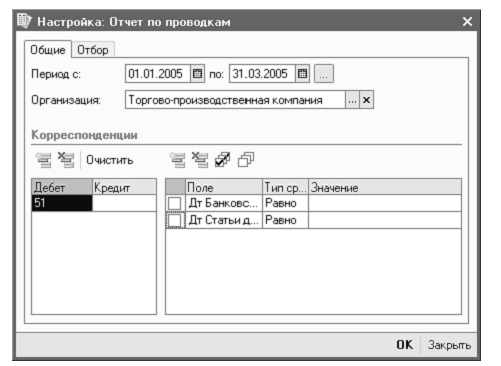 Настройка: Отчет по проводкам
Общие Отбор
Период с: 01.01.2005 по: 31.03.2005 ...
Организация: Торгово-производственная компания ... ×
Корреспонденции
Очистить
Дебет Кредит Поле Тип ср... Значение
51 Дт Банковс... Равно
Дт Статьи д... Равно
OK Закрыть